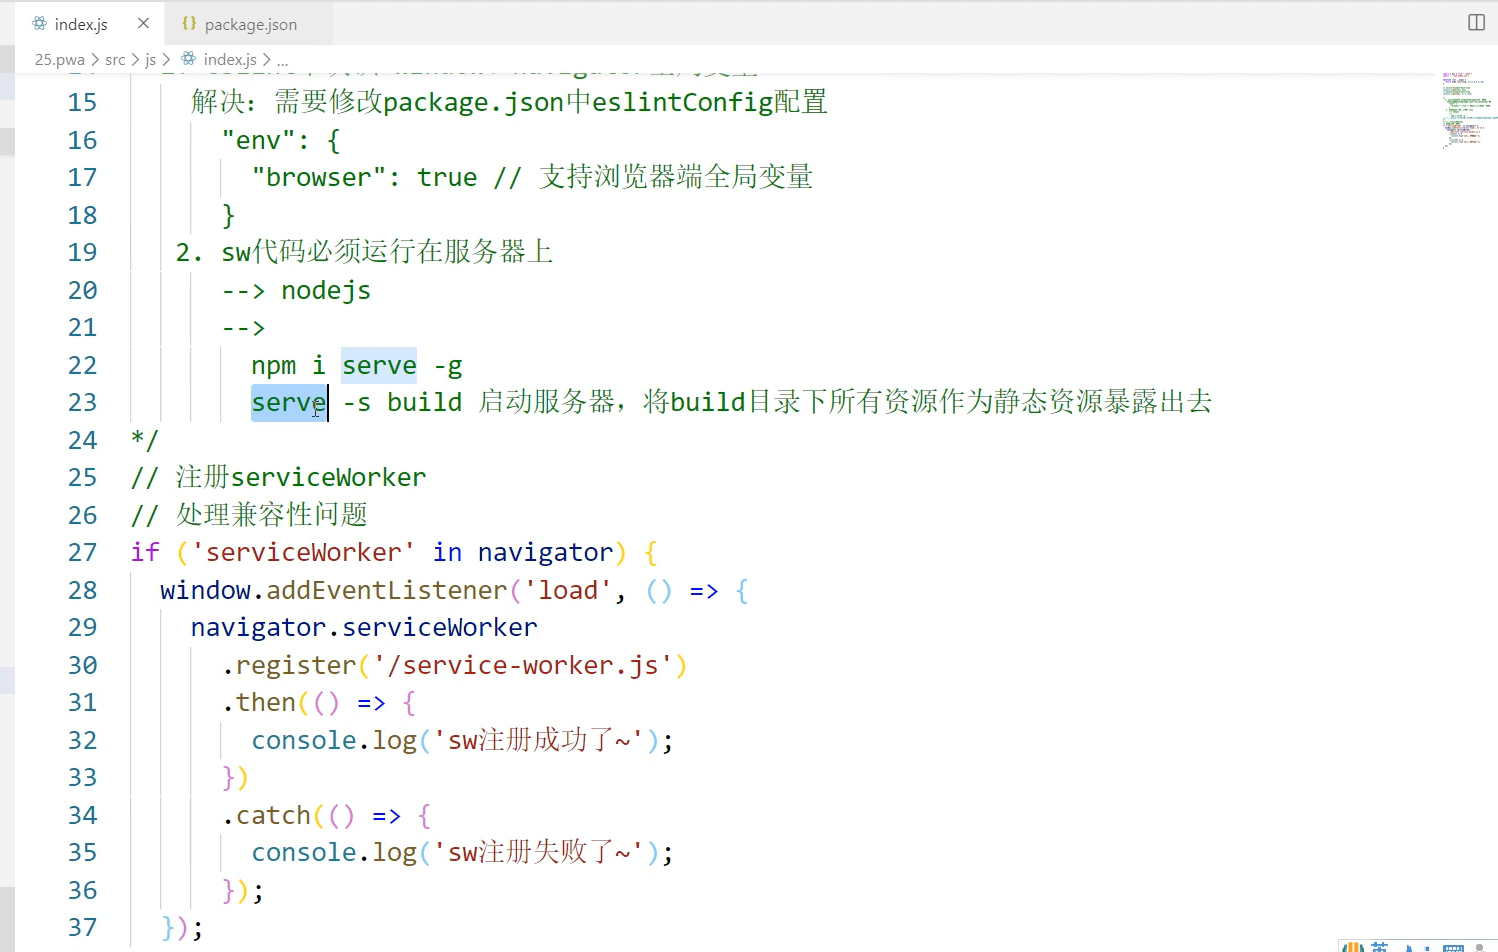 index.js
package.json
25.pwa > src > js > index.js > ...
15 解决：需要修改package.json中eslintConfig配置
16 "env": {
17 "browser": true // 支持浏览器端全局变量
18 }
19 2. sw代码必须运行在服务器上
20 --> nodejs
21 -->
22 npm i serve -g
23 serve -s build 启动服务器，将build目录下所有资源作为静态资源暴露出去
24 */
25 // 注册serviceWorker
26 // 处理兼容性问题
27 if ('serviceWorker' in navigator) {
28 window.addEventListener('load', () => {
29 navigator.serviceWorker
30 .register('/service-worker.js')
31 .then(() => {
32 console.log('sw注册成功了~');
33 })
34 .catch(() => {
35 console.log('sw注册失败了~');
36 });
37 });